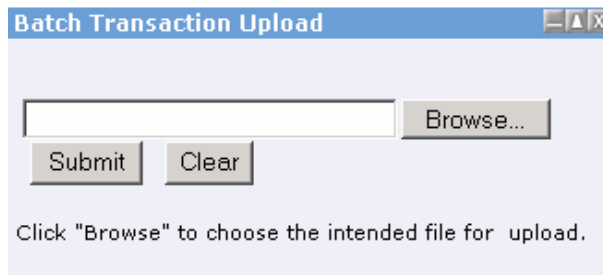 Batch Transaction Upload
Browse...
Submit Clear
Click "Browse" to choose the intended file for upload.